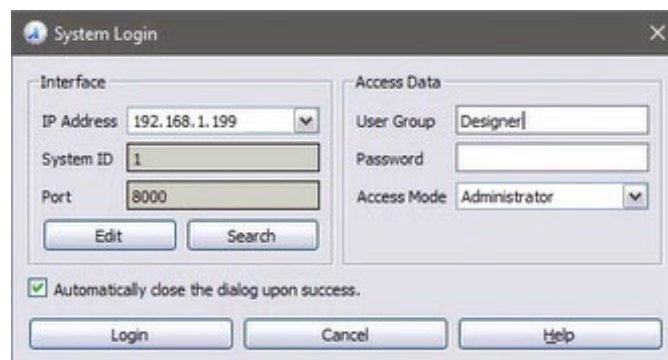 System Login
Interface
IP Address 192.168.1.199
System ID 1
Port 8000
Edit Search
Access Data
User Group Designer
Password
Access Mode Administrator
Automatically close the dialog upon success.
Login Cancel Help